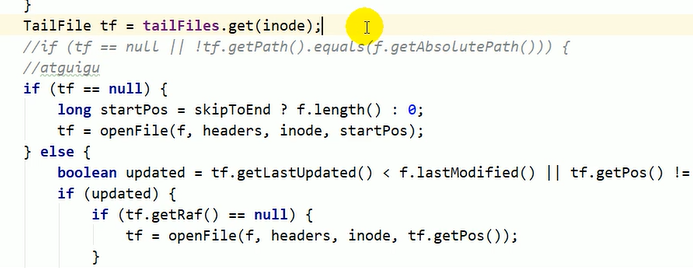 }
TailFile tf = tailFiles.get(inode);
//if (tf == null || !tf.getPath().equals(f.getAbsolutePath())) {
//atguigu
if (tf == null) {
long startPos = skipToEnd ? f.length() : 0;
tf = openFile(f, headers, inode, startPos);
} else {
boolean updated = tf.getLastUpdated() < f.lastModified() || tf.getPos() !=
if (updated) {
if (tf.getRaf() == null) {
tf = openFile(f, headers, inode, tf.getPos());
}